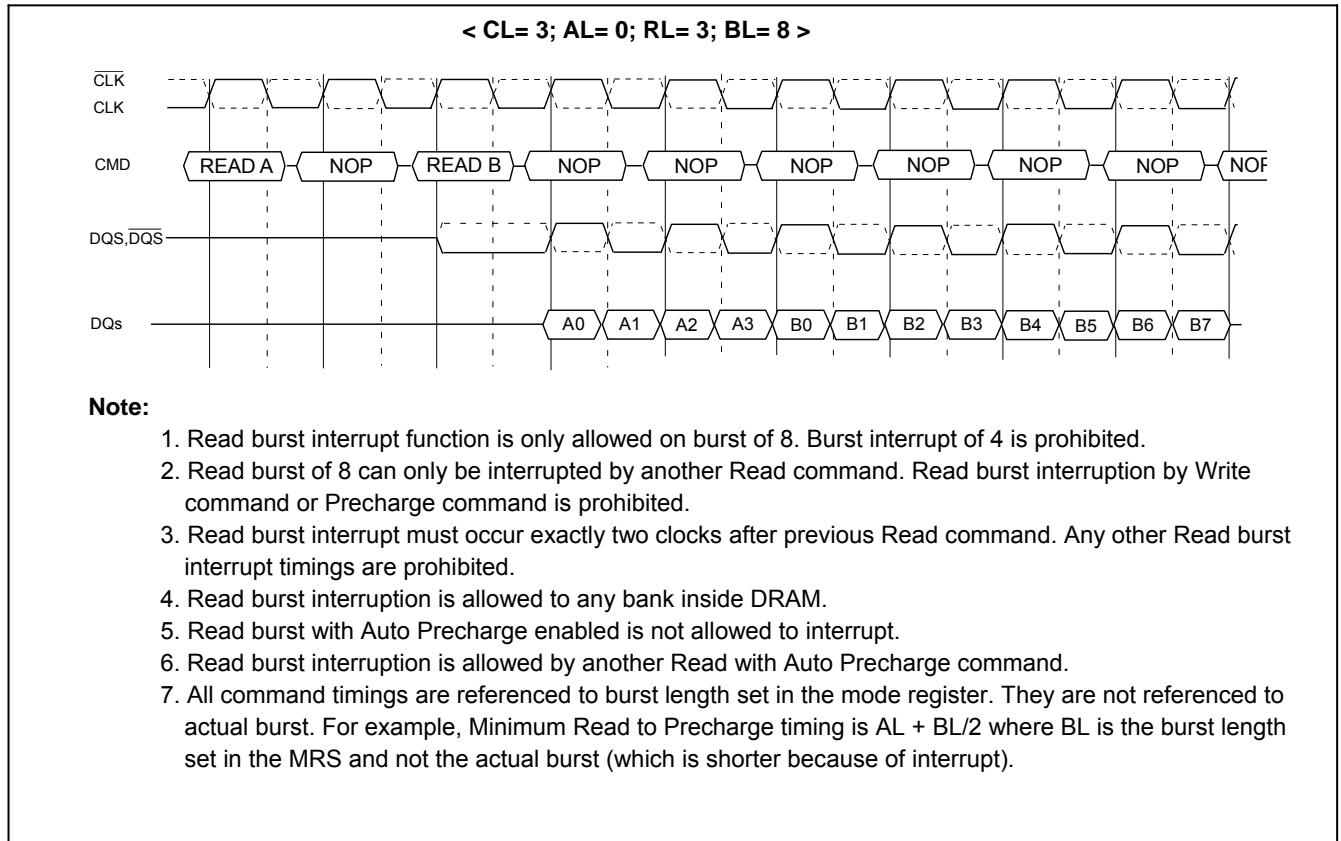 < CL= 3; AL= 0; RL= 3; BL= 8 >
CLK
CLK
CMD
READ A NOP READ B NOP NOP NOP NOP NOP NOP NOP
DQS,DQS
DQs
A0 A1 A2 A3 B0 B1 B2 B3 B4 B5 B6 B7
Note:
1. Read burst interrupt function is only allowed on burst of 8. Burst interrupt of 4 is prohibited.
2. Read burst of 8 can only be interrupted by another Read command. Read burst interruption by Write
command or Precharge command is prohibited.
3. Read burst interrupt must occur exactly two clocks after previous Read command. Any other Read burst
interrupt timings are prohibited.
4. Read burst interruption is allowed to any bank inside DRAM.
5. Read burst with Auto Precharge enabled is not allowed to interrupt.
6. Read burst interruption is allowed by another Read with Auto Precharge command.
7. All command timings are referenced to burst length set in the mode register. They are not referenced to
actual burst. For example, Minimum Read to Precharge timing is AL + BL/2 where BL is the burst length
set in the MRS and not the actual burst (which is shorter because of interrupt).